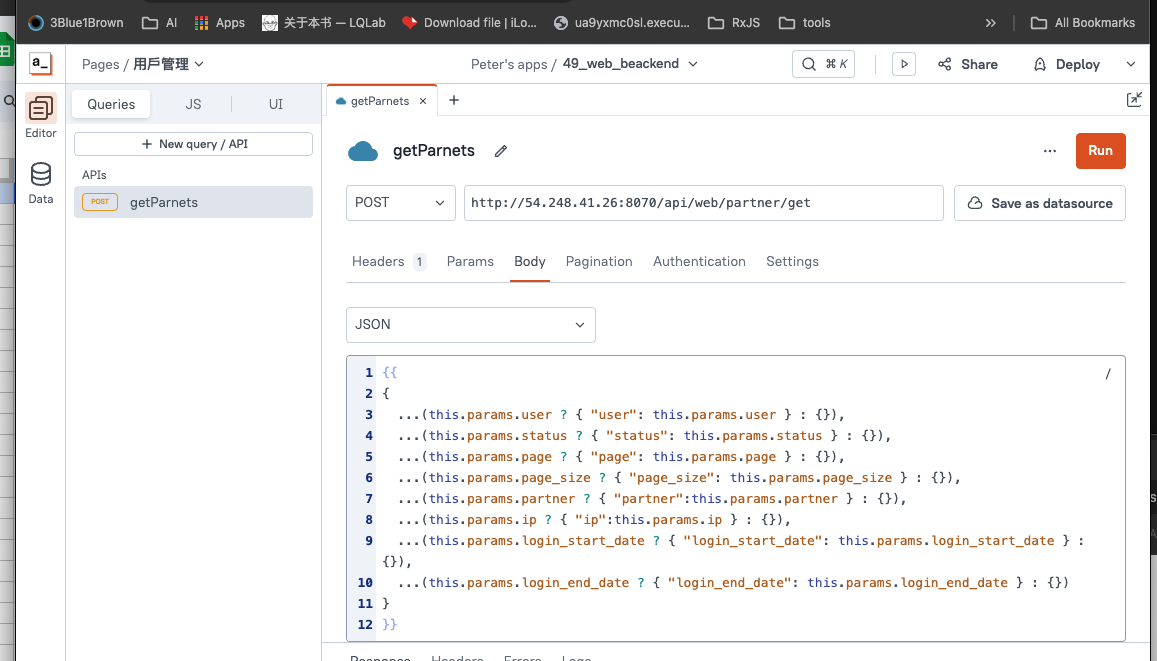 3Blue1Brown AI Apps 关于本书 — LQLab Download file | iLo... ua9yxmc0sl.execu... RxJS tools » All Bookmarks
a_ Pages / 用戶管理 Peter's apps / 49_web_beackend ⌘ K Share Deploy
Editor
Data
Queries JS UI
+ New query / API
APIs
POST getParnets
getParnets × +
getParnets ... Run
POST http://54.248.41.26:8070/api/web/partner/get Save as datasource
Headers 1 Params Body Pagination Authentication Settings
JSON
1 {{ /
2 {
3 ...(this.params.user ? { "user": this.params.user } : {}),
4 ...(this.params.status ? { "status": this.params.status } : {}),
5 ...(this.params.page ? { "page": this.params.page } : {}),
6 ...(this.params.page_size ? { "page_size": this.params.page_size } : {}),
7 ...(this.params.partner ? { "partner":this.params.partner } : {}),
8 ...(this.params.ip ? { "ip":this.params.ip } : {}),
9 ...(this.params.login_start_date ? { "login_start_date": this.params.login_start_date } :
{}),
10 ...(this.params.login_end_date ? { "login_end_date": this.params.login_end_date } : {})
11 }
12 }}
Response Headers Errors Logs